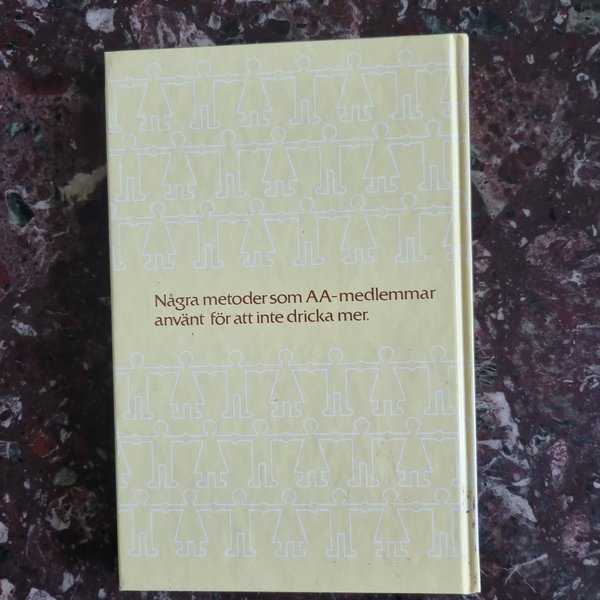 Några metoder som AA-medlemmar
använt för att inte dricka mer.